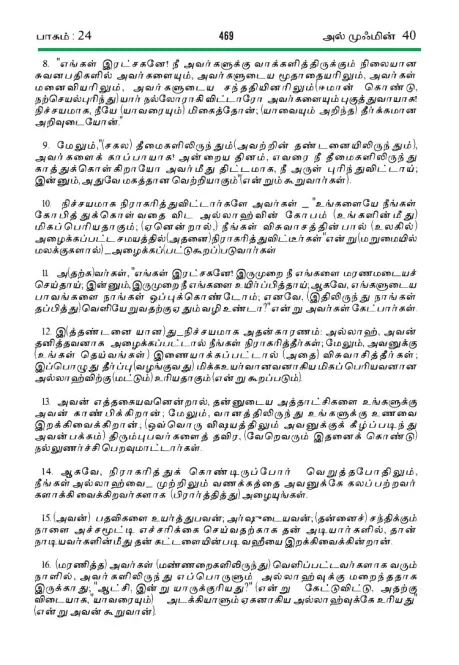 பாகம் : 24 469 அல் முஃமின் 40
8. "எங்கள் இரட்சகனே! நீ அவர்களுக்கு வாக்களித்திருக்கும் நிலையான
சுவனபதிகளில் அவர்களையும், அவர்களுடைய மூதாதையரிலும், அவர்கள்
மனைவியரிலும், அவர்களுடைய சந்ததியினரிலும்(ஈமான் கொண்டு,
நற்செயல்புரிந்து)யார் நல்லோராகிவிட்டாரோ அவர்களையும் புகுத்துவாயாக!
நிச்சயமாக, நீயே (யாவரையும்) மிகைத்தோன்; (யாவையும் அறிந்த) தீர்க்கமான
அறிவுடையோன்."
9. மேலும்,"(சகல) தீமைகளிலிருந்தும்(அவற்றின் தண்டனையிலிருந்தும்),
அவர்களைக் காப்பாயாக! அன்றைய தினம், எவரை நீ தீமைகளிலிருந்து
காத்துக்கொள்கிறாயோ அவர்மீது திட்டமாக, நீ அருள் புரிந்துவிட்டாய்;
இன்னும்,அதுவே மகத்தான வெற்றியாகும்"(என்றும் கூறுவார்கள்).
10. நிச்சயமாக நிராகரித்துவிட்டார்களே அவர்கள் _ "உங்களையே நீங்கள்
கோபித்துக்கொள்வதை விட அல்லாஹ்வின் கோபம் (உங்களின்மீது)
மிகப்பெரியதாகும்; (ஏனென்றால்,) நீங்கள் விசுவாசத்தின்பால் (உலகில்)
அழைக்கப்பட்டசமயத்தில்(அதனை)நிராகரித்துவிட்டீர்கள்"என்று(மறுமையில்
மலக்குகளால்)_அழைக்கப்(பட்டுகூறப்)படுவார்கள்
11. அ(தற்க)வர்கள்,"எங்கள் இரட்சகனே! இருமுறை நீ எங்களை மரணமடையச்
செய்தாய்; இன்னும்,இருமுறை நீ எங்களை உயிர்ப்பித்தாய்;ஆகவே, எங்களுடைய
பாவங்களை நாங்கள் ஒப்புக்கொண்டோம்; எனவே, (இதிலிருந்து நாங்கள்
தப்பித்து)வெளியேறுவதற்கு ஏதும் வழி உண்டா?" என்று அவர்கள் கேட்பார்கள்.
12. இ(த்தண்டனை யான)து_நிச்சயமாக அதன்காரணம்: அல்லாஹ், அவன்
தனித்தவனாக அழைக்கப்பட்டால் நீங்கள் நிராகரித்தீர்கள்; மேலும், அவனுக்கு
(உங்கள் தெய்வங்கள்) இணையாக்கப்பட்டால் (அதை) விசுவாசித்தீர்கள்;
இப்பொழுது தீர்ப்பு(வழங்குவது) மிக்கஉயர்வானவனாகிய மிகப்பெரியவனான
அல்லாஹ்விற்கு(மட்டும்)உரியதாகும்(என்று கூறப்படும்).
13. அவன் எத்தகையவனென்றால், தன்னுடைய அத்தாட்சிகளை உங்களுக்கு
அவன் காண்பிக்கிறான்; மேலும், வானத்திலிருந்து உங்களுக்கு உணவை
இறக்கிவைக்கிறான்; (ஒவ்வொரு விஷயத்திலும் அவனுக்குக் கீழ்ப்படிந்து
அவன்பக்கம்) திரும்புபவர்களைத் தவிர, (வேறெவரும் இதனைக் கொண்டு)
நல்லுணர்ச்சி பெறவுமாட்டார்கள்.
14. ஆகவே, நிராகரித்துக் கொண்டிருப்போர் வெறுத்தபோதிலும்,
நீங்கள் அல்லாஹ்வை_ முற்றிலும் வணக்கத்தை அவனுக்கே கலப்பற்றவர்
களாக்கிவைக்கிறவர்களாக (பிரார்த்தித்து)அழையுங்கள்.
15. (அவன்) பதவிகளை உயர்த்துபவன்; அர்ஷுடையவன்;(தன்னைச்) சந்திக்கும்
நாளை அச்சமூட்டி எச்சரிக்கை செய்வதற்காக தன் அடியார்களில், தான்
நாடியவர்களின்மீது தன் கட்டளையின்படி வஹீயை இறக்கிவைக்கின்றான்.
16. (மரணித்த) அவர்கள் (மண்ணறைகளிலிருந்து) வெளிப்பட்டவர்களாக வரும்
நாளில், அவர்களிலிருந்து எப்பொருளும் அல்லாஹ்வுக்கு மறைந்ததாக
இருக்காது; "ஆட்சி, இன்று யாருக்குரியது?" (என்று கேட்டுவிட்டு, அதற்கு
விடையாக,"யாவரையும்) அடக்கியாளும் ஏகனாகிய அல்லாஹ்வுக்கே உரியது"
(என்று அவன் கூறுவான்).